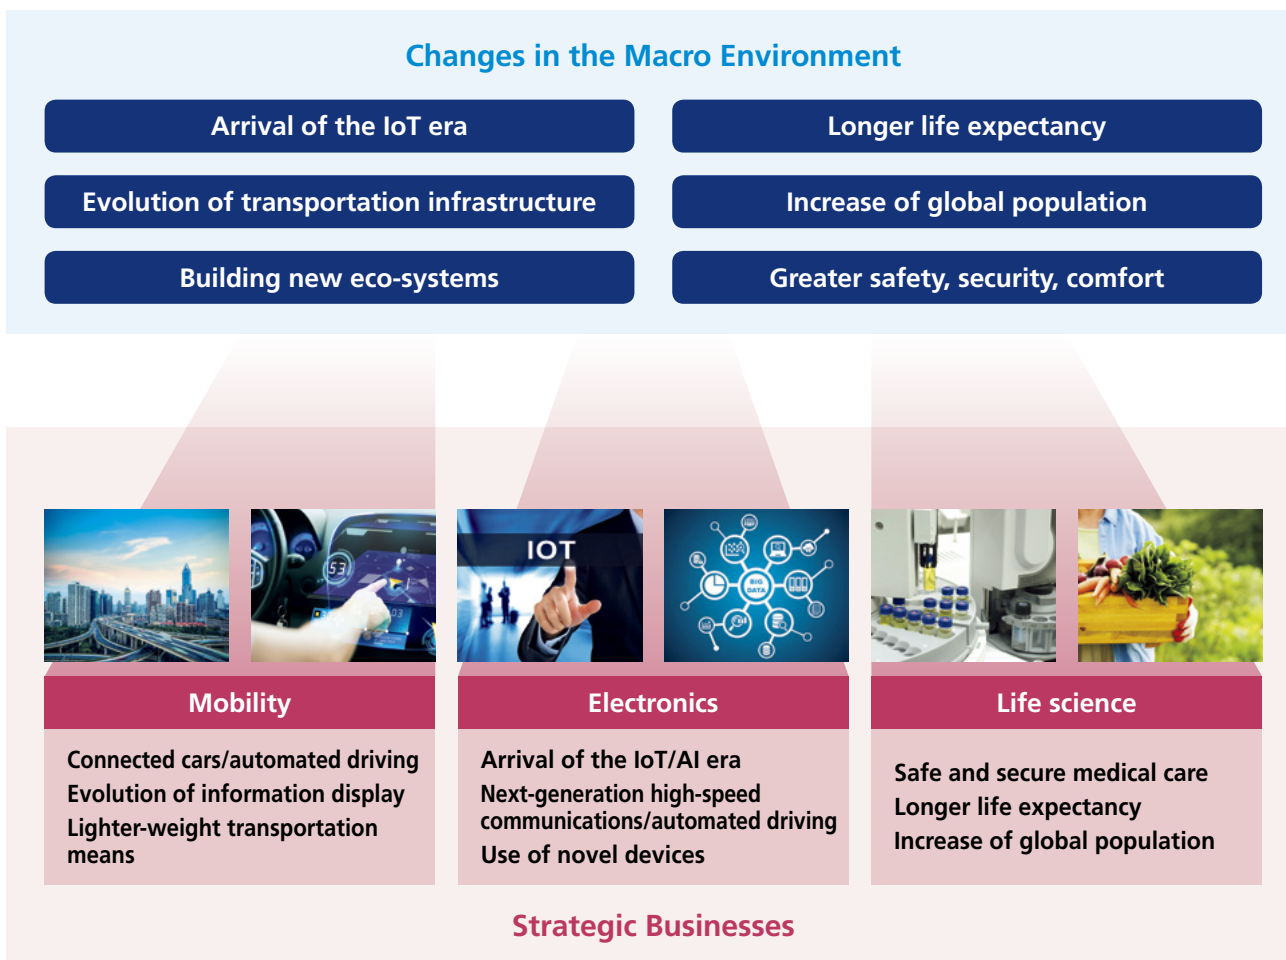 Changes in the Macro Environment
Arrival of the IoT era
Longer life expectancy
Evolution of transportation infrastructure
Increase of global population
Building new eco-systems
Greater safety, security, comfort
53
IOT
BIG
DATA
Mobility
Connected cars/automated driving
Evolution of information display
Lighter-weight transportation
means
Electronics
Arrival of the IoT/AI era
Next-generation high-speed
communications/automated driving
Use of novel devices
Life science
Safe and secure medical care
Longer life expectancy
Increase of global population
Strategic Businesses